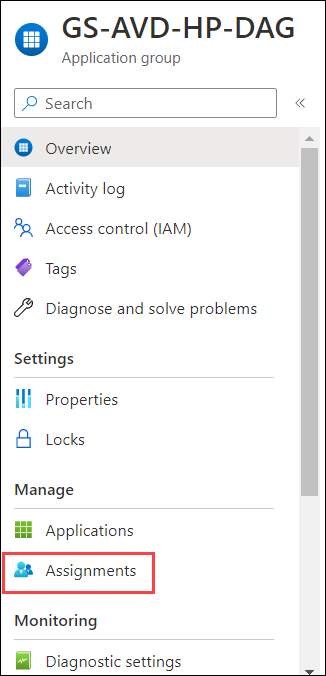 GS-AVD-HP-DAG
Application group
Search
Overview
Activity log
Access control (IAM)
Tags
Diagnose and solve problems
Settings
Properties
Locks
Manage
Applications
Assignments
Monitoring
Diagnostic settings